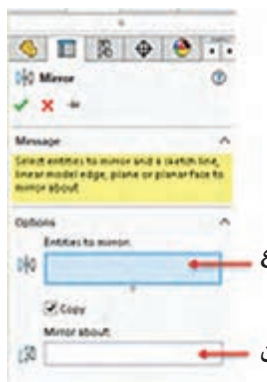 Mirror
Message
Select entities to mirror and a sketch line,
linear model edge, plane or planar face to
mirror about
Options
Entities to mirror:
Copy
Mirror about: